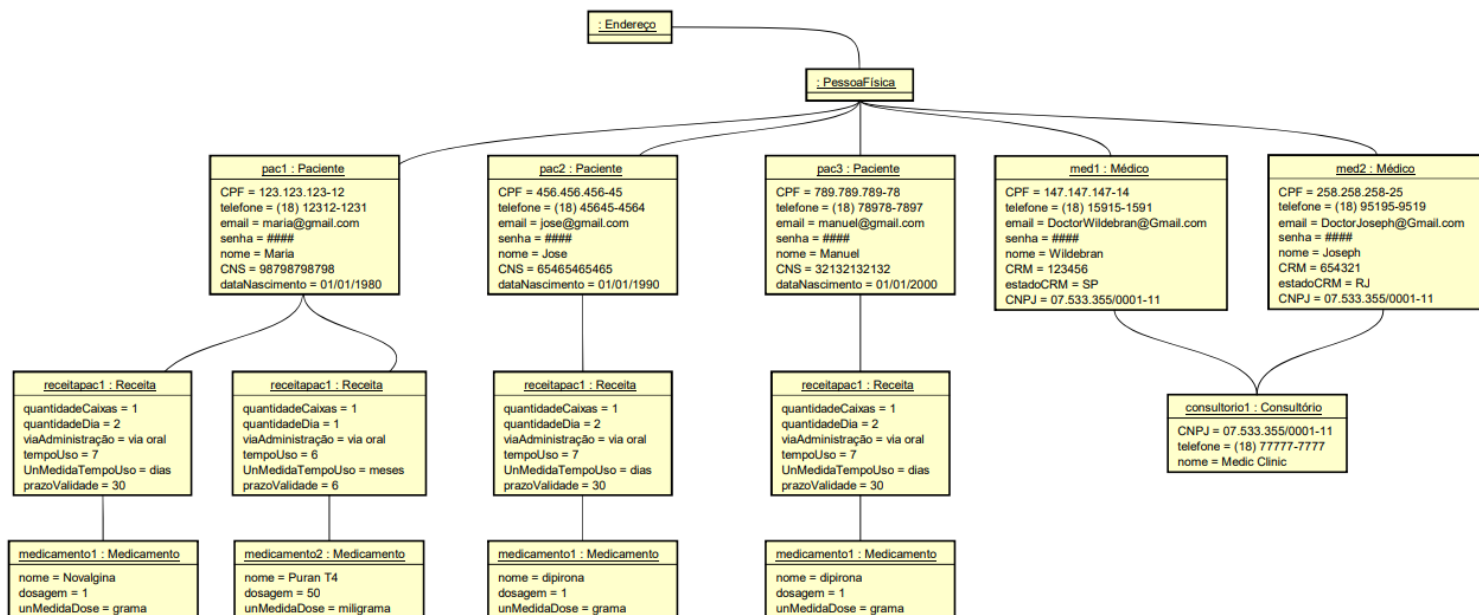 : Endereço
: PessoaFísica
pac1 : Paciente
CPF = 123.123.123-12
telefone = (18) 12312-1231
email = maria@gmail.com
senha = ####
nome = Maria
CNS = 98798798798
dataNascimento = 01/01/1980
pac2 : Paciente
CPF = 456.456.456-45
telefone = (18) 45645-4564
email = jose@gmail.com
senha = ####
nome = Jose
CNS = 65465465465
dataNascimento = 01/01/1990
pac3 : Paciente
CPF = 789.789.789-78
telefone = (18) 78978-7897
email = manuel@gmail.com
senha = ####
nome = Manuel
CNS = 32132132132
dataNascimento = 01/01/2000
med1 : Médico
CPF = 147.147.147-14
telefone = (18) 15915-1591
email = DoctorWildebran@Gmail.com
senha = ####
nome = Wildebran
CRM = 123456
estadoCRM = SP
CNPJ = 07.533.355/0001-11
med2 : Médico
CPF = 258.258.258-25
telefone = (18) 95195-9519
email = DoctorJoseph@Gmail.com
senha = ####
nome = Joseph
CRM = 654321
estadoCRM = RJ
CNPJ = 07.533.355/0001-11
receitapac1 : Receita
quantidadeCaixas = 1
quantidadeDia = 2
viaAdministração = via oral
tempoUso = 7
UnMedidaTempoUso = dias
prazoValidade = 30
receitapac1 : Receita
quantidadeCaixas = 1
quantidadeDia = 1
viaAdministração = via oral
tempoUso = 6
UnMedidaTempoUso = meses
prazoValidade = 6
receitapac1 : Receita
quantidadeCaixas = 1
quantidadeDia = 2
viaAdministração = via oral
tempoUso = 7
UnMedidaTempoUso = dias
prazoValidade = 30
receitapac1 : Receita
quantidadeCaixas = 1
quantidadeDia = 2
viaAdministração = via oral
tempoUso = 7
UnMedidaTempoUso = dias
prazoValidade = 30
consultorio1 : Consultório
CNPJ = 07.533.355/0001-11
telefone = (18) 77777-7777
nome = Medic Clinic
medicamento1 : Medicamento
nome = Novalgina
dosagem = 1
unMedidaDose = grama
medicamento2 : Medicamento
nome = Puran T4
dosagem = 50
unMedidaDose = miligrama
medicamento1 : Medicamento
nome = dipirona
dosagem = 1
unMedidaDose = grama
medicamento1 : Medicamento
nome = dipirona
dosagem = 1
unMedidaDose = grama